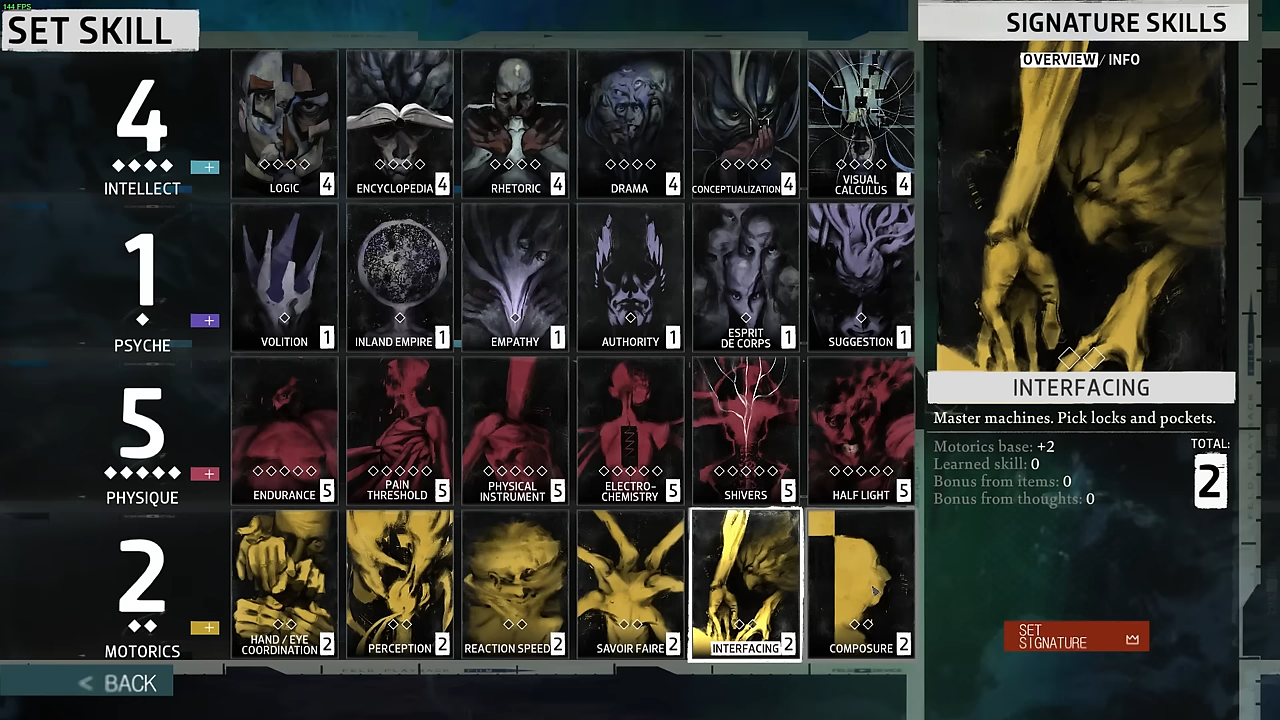 144 FPS
SET SKILL
SIGNATURE SKILLS
OVERVIEW / INFO
4
INTELLECT
+
LOGIC 4
ENCYCLOPEDIA 4
RHETORIC 4
DRAMA 4
CONCEPTUALIZATION 4
VISUAL
CALCULUS 4
1
PSYCHE
+
VOLITION 1
INLAND EMPIRE 1
EMPATHY 1
AUTHORITY 1
ESPRIT
DE CORPS 1
SUGGESTION 1
5
PHYSIQUE
+
ENDURANCE 5
PAIN
THRESHOLD 5
PHYSICAL
INSTRUMENT 5
ELECTRO-
CHEMISTRY 5
SHIVERS 5
HALF LIGHT 5
2
MOTORICS
+
HAND / EYE
COORDINATION 2
PERCEPTION 2
REACTION SPEED 2
SAVOIR FAIRE 2
INTERFACING 2
COMPOSURE 2
INTERFACING
Master machines. Pick locks and pockets.
Motorics base: +2
Learned skill: 0
Bonus from items: 0
Bonus from thoughts: 0
TOTAL:
2
SET
SIGNATURE
< BACK